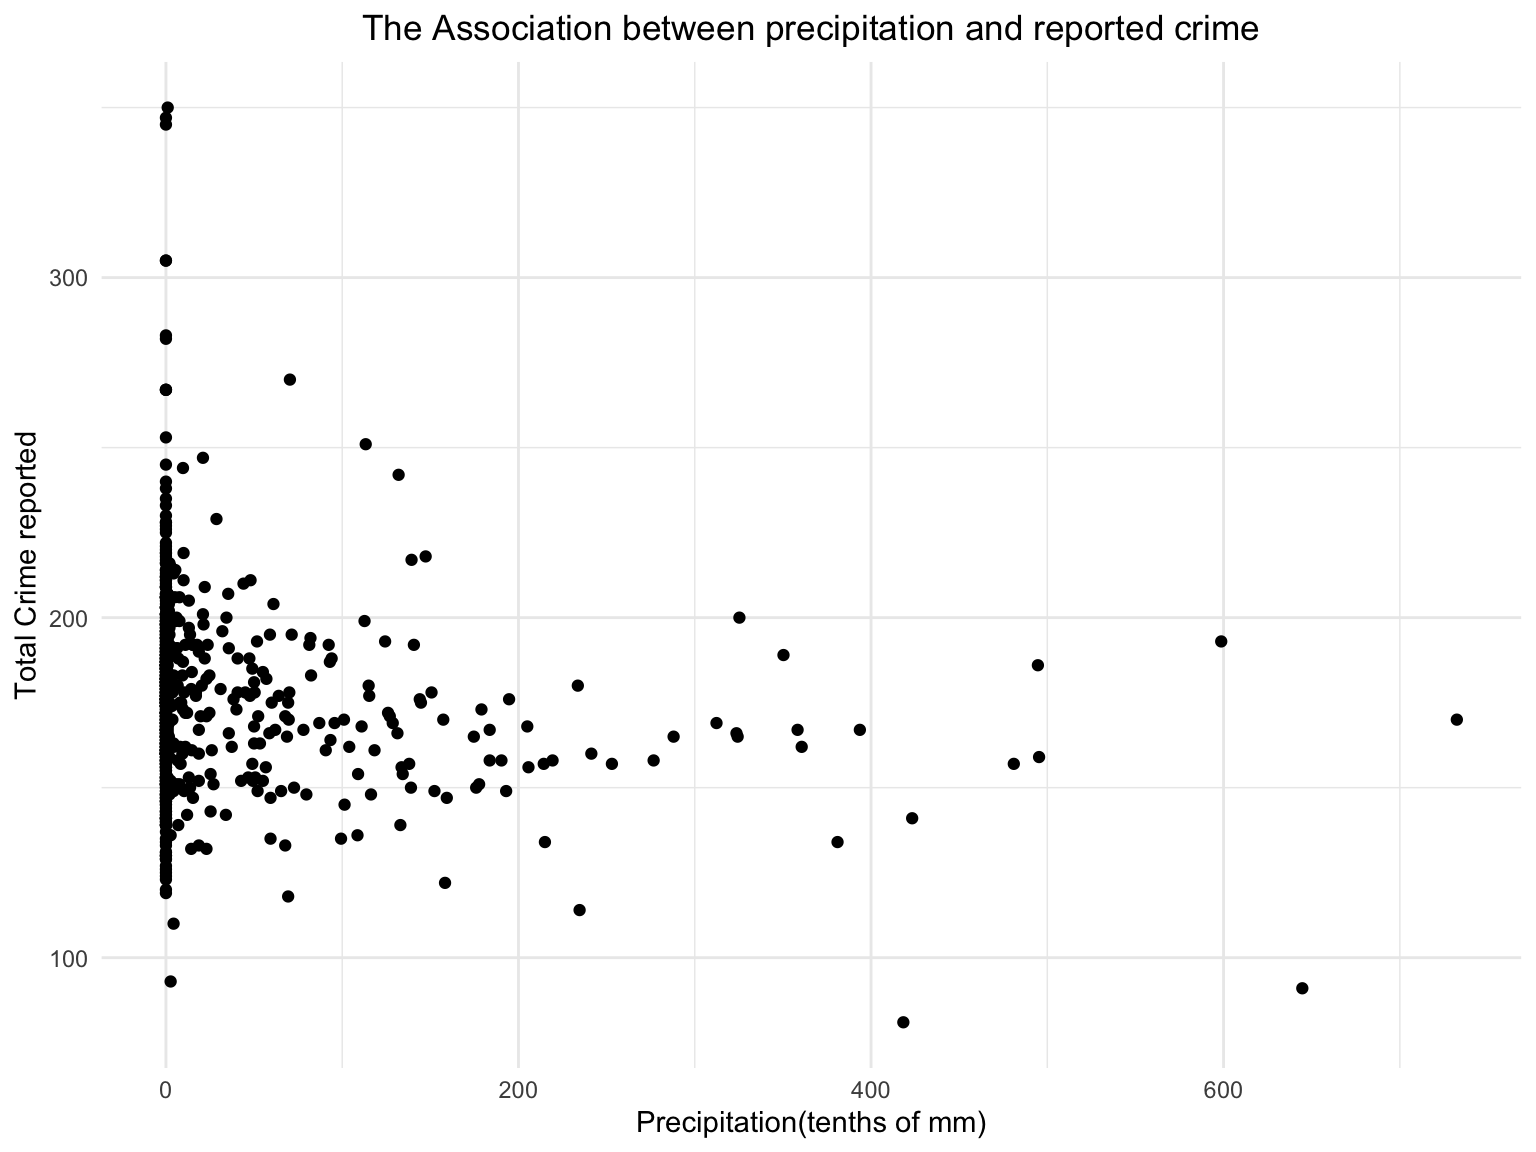 The Association between precipitation and reported crime
Total Crime reported
300
200
100
0 200 400 600
Precipitation(tenths of mm)